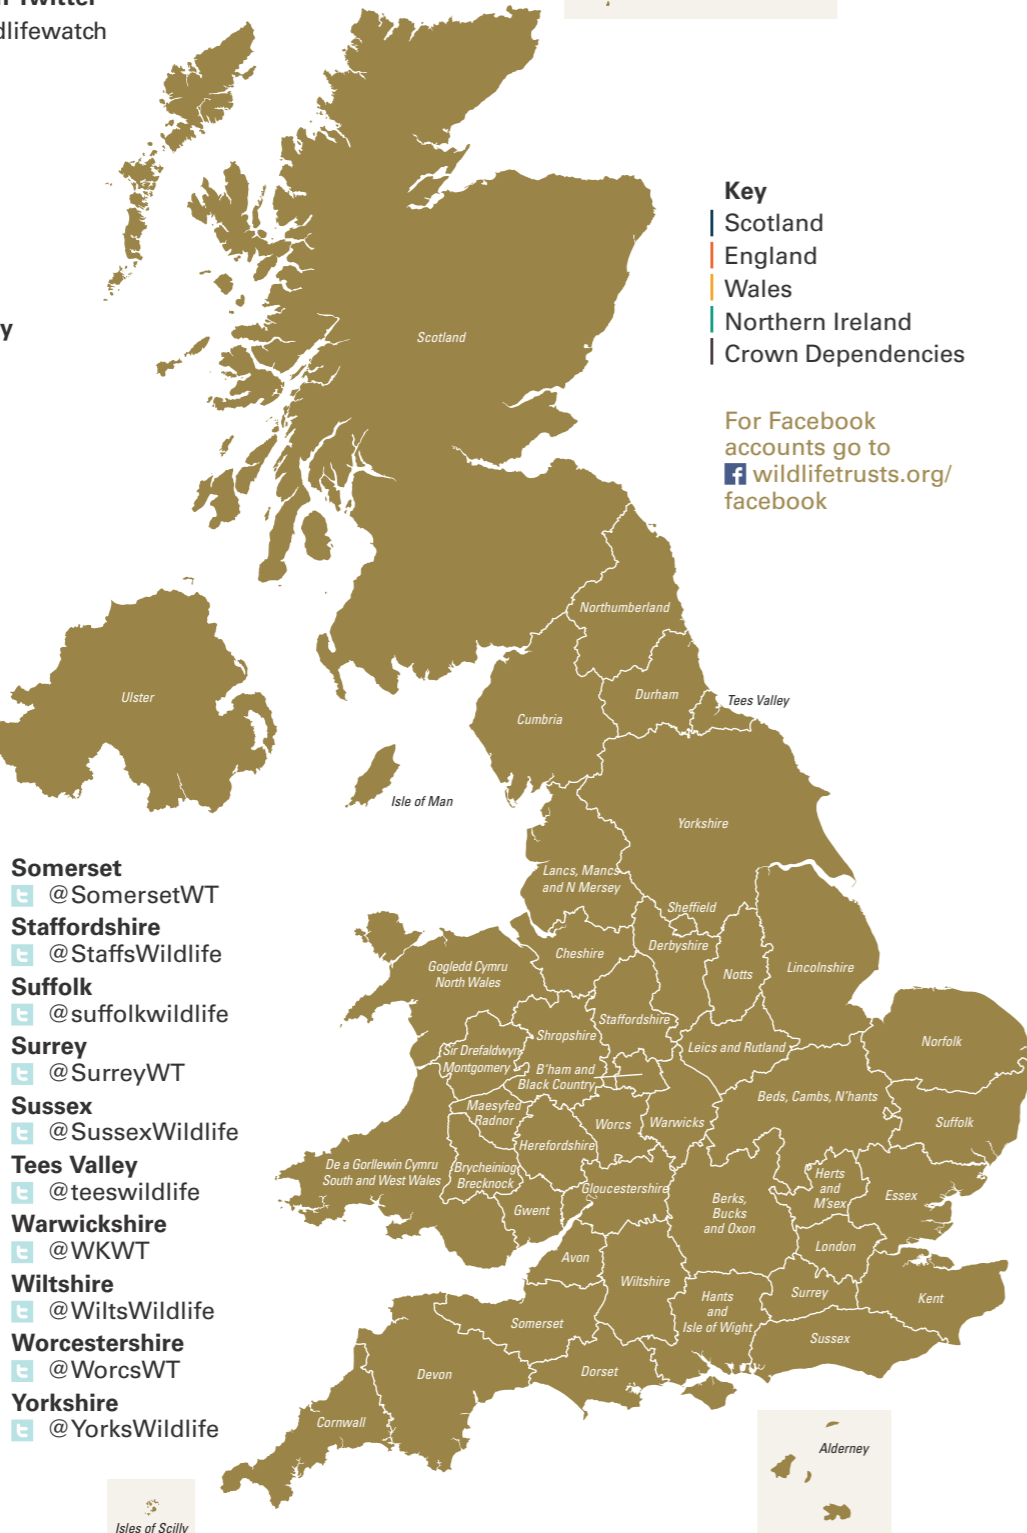 dlifewatch
y
Key
Scotland
England
Wales
Northern Ireland
Crown Dependencies
For Facebook
accounts go to
wildlifetrusts.org/
facebook
Somerset
@SomersetWT
Staffordshire
@StaffsWildlife
Suffolk
@suffolkwildlife
Surrey
@SurreyWT
Sussex
@SussexWildlife
Tees Valley
@teeswildlife
Warwickshire
@WKWT
Wiltshire
@WiltsWildlife
Worcestershire
@WorcsWT
Yorkshire
@YorksWildlife
Scotland
Northumberland
Ulster
Durham
Tees Valley
Cumbria
Isle of Man
Yorkshire
Lancs, Mancs
and N Mersey
Sheffield
Derbyshire
Cheshire
Notts
Lincolnshire
Gogledd Cymru
North Wales
Staffordshire
Shropshire
Leics and Rutland
Norfolk
Sir Drefaldwyn
Montgomery
B'ham and
Black Country
Beds, Cambs, N'hants
Maesyfed
Radnor
Worcs
Warwicks
Suffolk
Herefordshire
De a Gorllewin Cymru
South and West Wales
Brycheiniog
Brecknock
Gloucestershire
Herts
and
M'sex
Essex
Berks,
Bucks
and Oxon
Gwent
London
Avon
Wiltshire
Surrey
Kent
Hants
and
Isle of Wight
Somerset
Sussex
Devon
Dorset
Cornwall
Alderney
Isles of Scilly